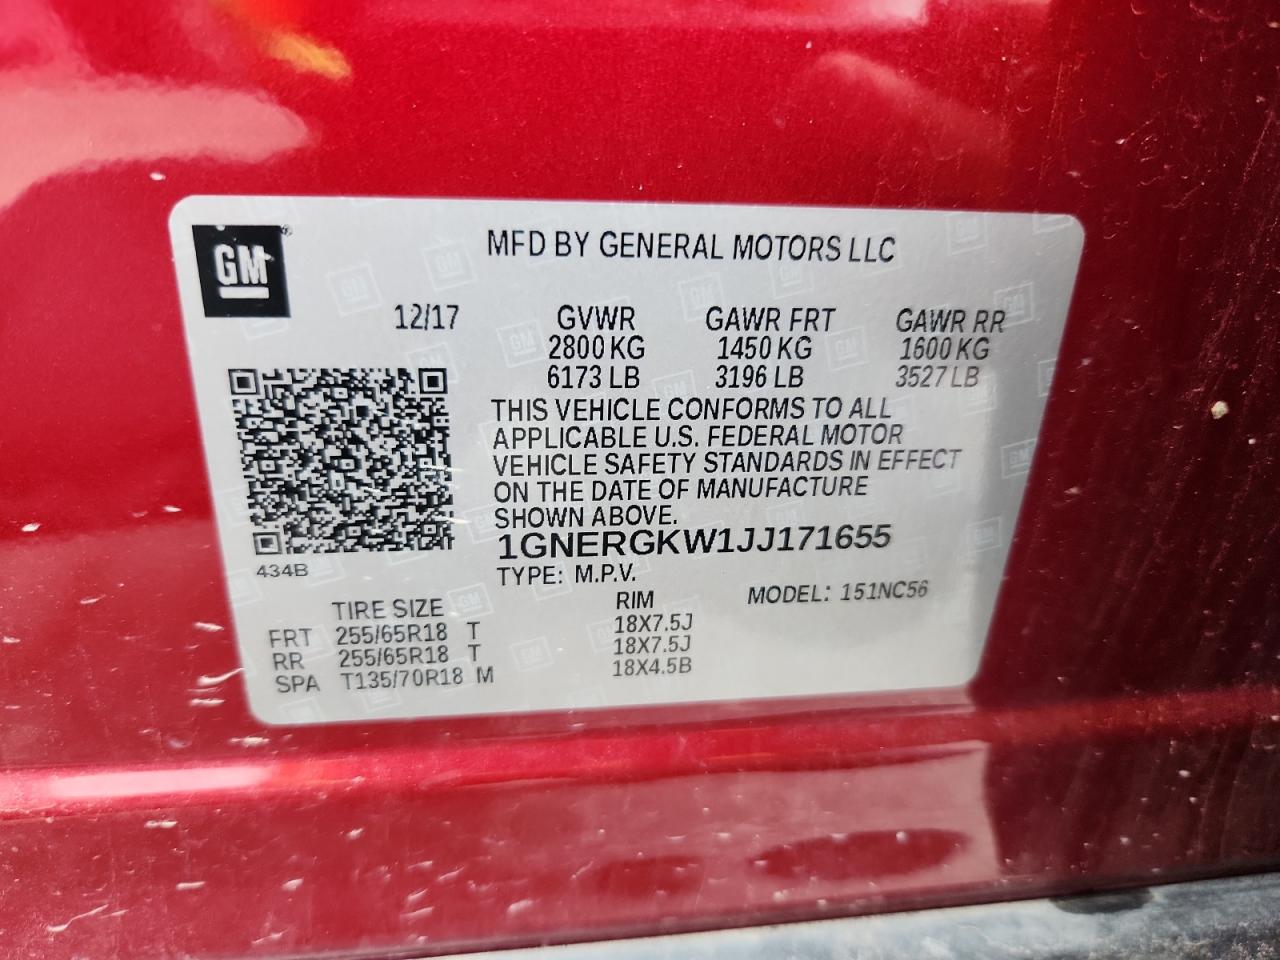 GM
MFD BY GENERAL MOTORS LLC
12/17 GVWR GAWR FRT GAWR RR
2800 KG 1450 KG 1600 KG
6173 LB 3196 LB 3527 LB
THIS VEHICLE CONFORMS TO ALL
APPLICABLE U.S. FEDERAL MOTOR
VEHICLE SAFETY STANDARDS IN EFFECT
ON THE DATE OF MANUFACTURE
SHOWN ABOVE.
1GNERGKW1JJ171655
434B
TYPE: M.P.V.
TIRE SIZE RIM MODEL: 151NC56
FRT 255/65R18 T 18X7.5J
RR 255/65R18 T 18X7.5J
SPA T135/70R18 M 18X4.5B